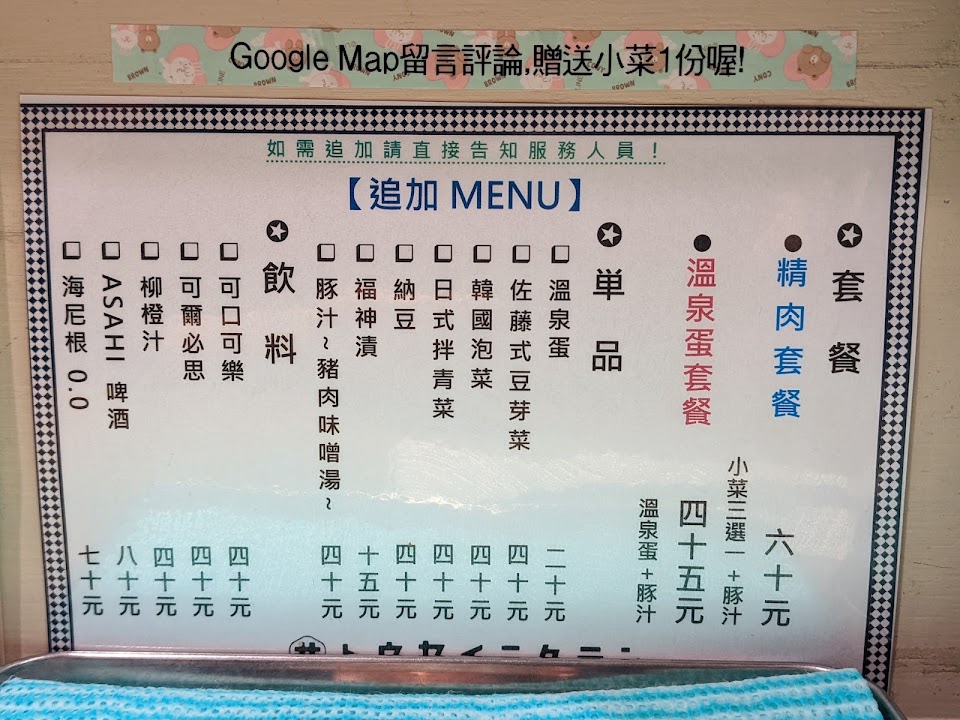 Google Map留言評論,贈送小菜1份喔!
如需追加請直接告知服務人員！
【追加 MENU】
✪ 套餐
● 精肉套餐 六十元
小菜三選一+豚汁
● 溫泉蛋套餐 四十五元
溫泉蛋+豚汁
✪ 単品
❏ 溫泉蛋 二十元
❏ 佐藤式豆芽菜 四十元
❏ 韓國泡菜 四十元
❏ 日式拌青菜 四十元
❏ 納豆 四十元
❏ 福神漬 十五元
❏ 豚汁~豬肉味噌湯~ 四十元
✪ 飲料
❏ 可口可樂 四十元
❏ 可爾必思 四十元
❏ 柳橙汁 四十元
❏ ASAHI 啤酒 八十元
❏ 海尼根 0.0 七十元